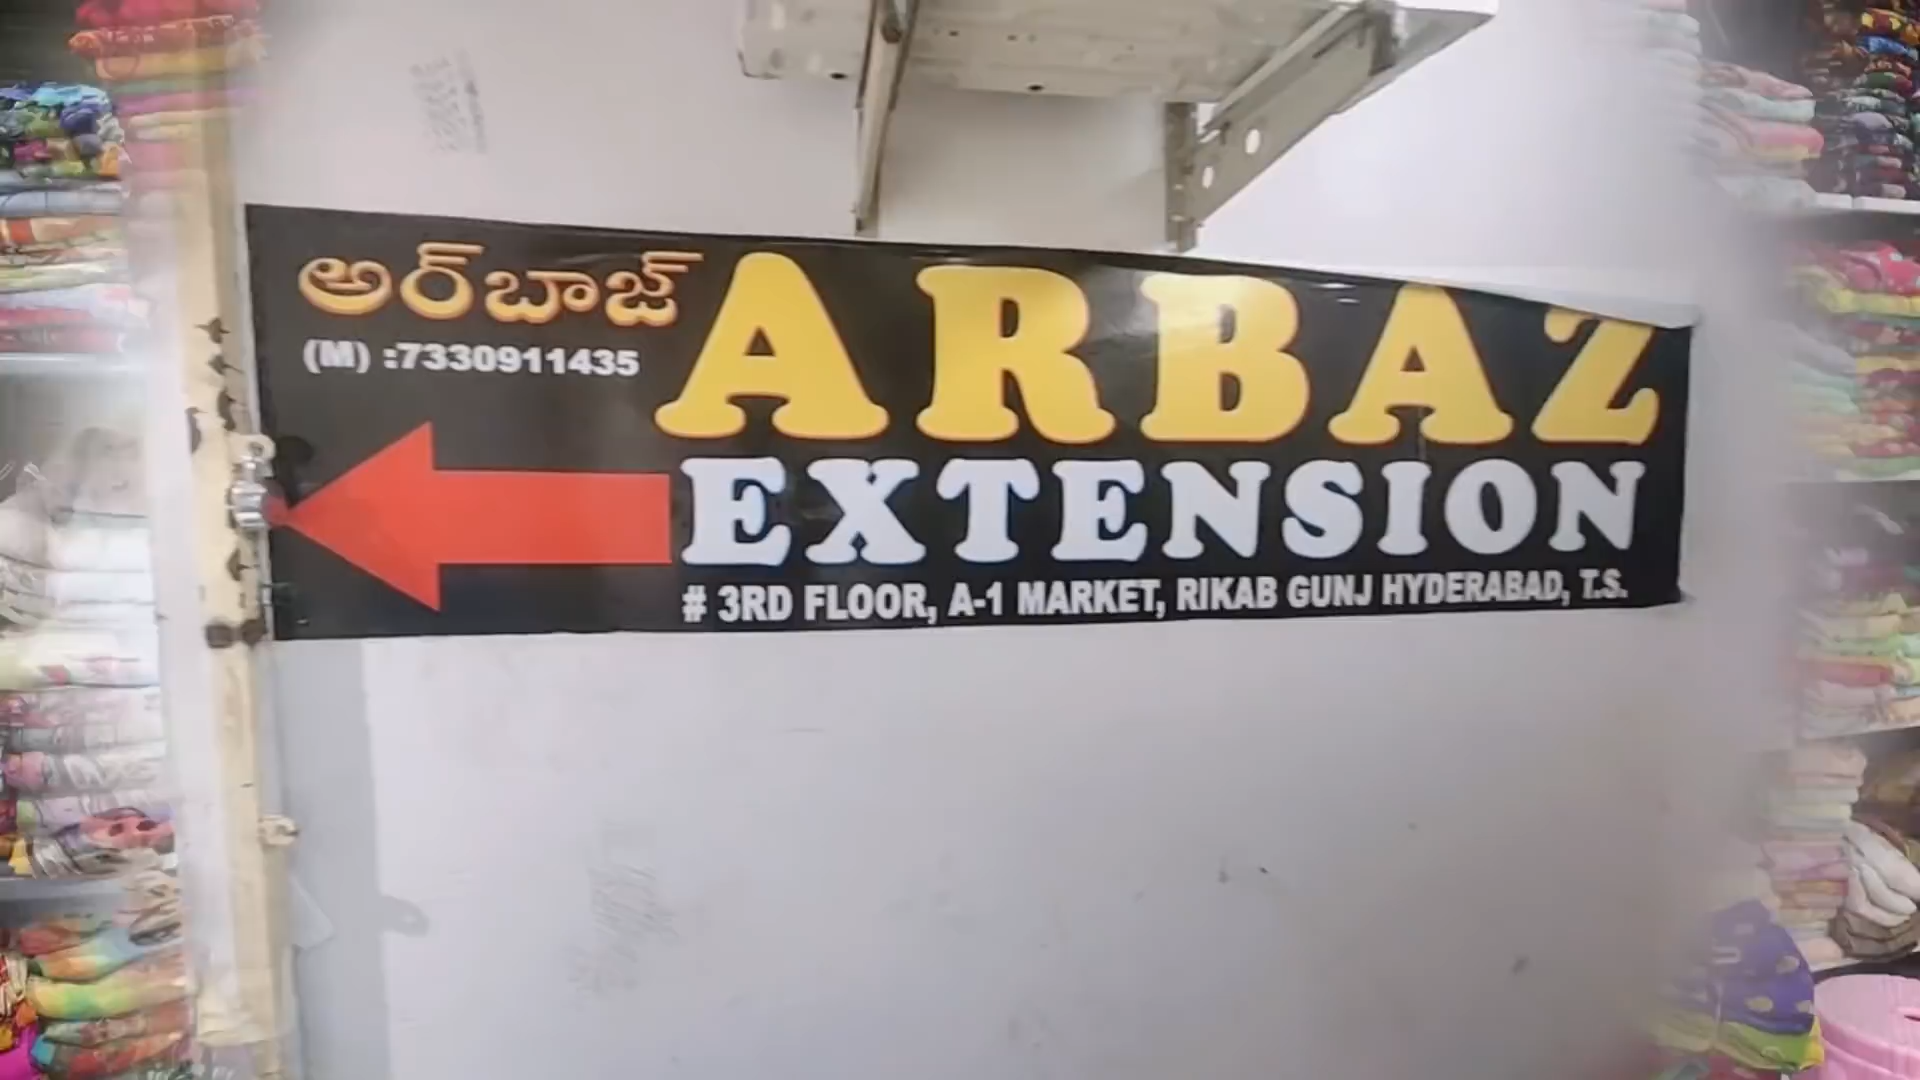 అర్‌బాజ్
(M) :7330911435
ARBAZ
EXTENSION
# 3RD FLOOR, A-1 MARKET, RIKAB GUNJ HYDERABAD, T.S.